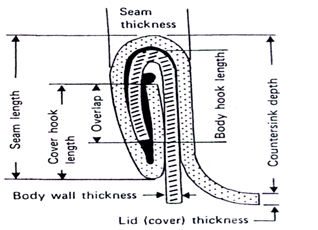 Seam
thickness
Seam length
Cover hook
length
Overlap
Body hook length
Countersink depth
Body wall thickness
Lid (cover) thickness